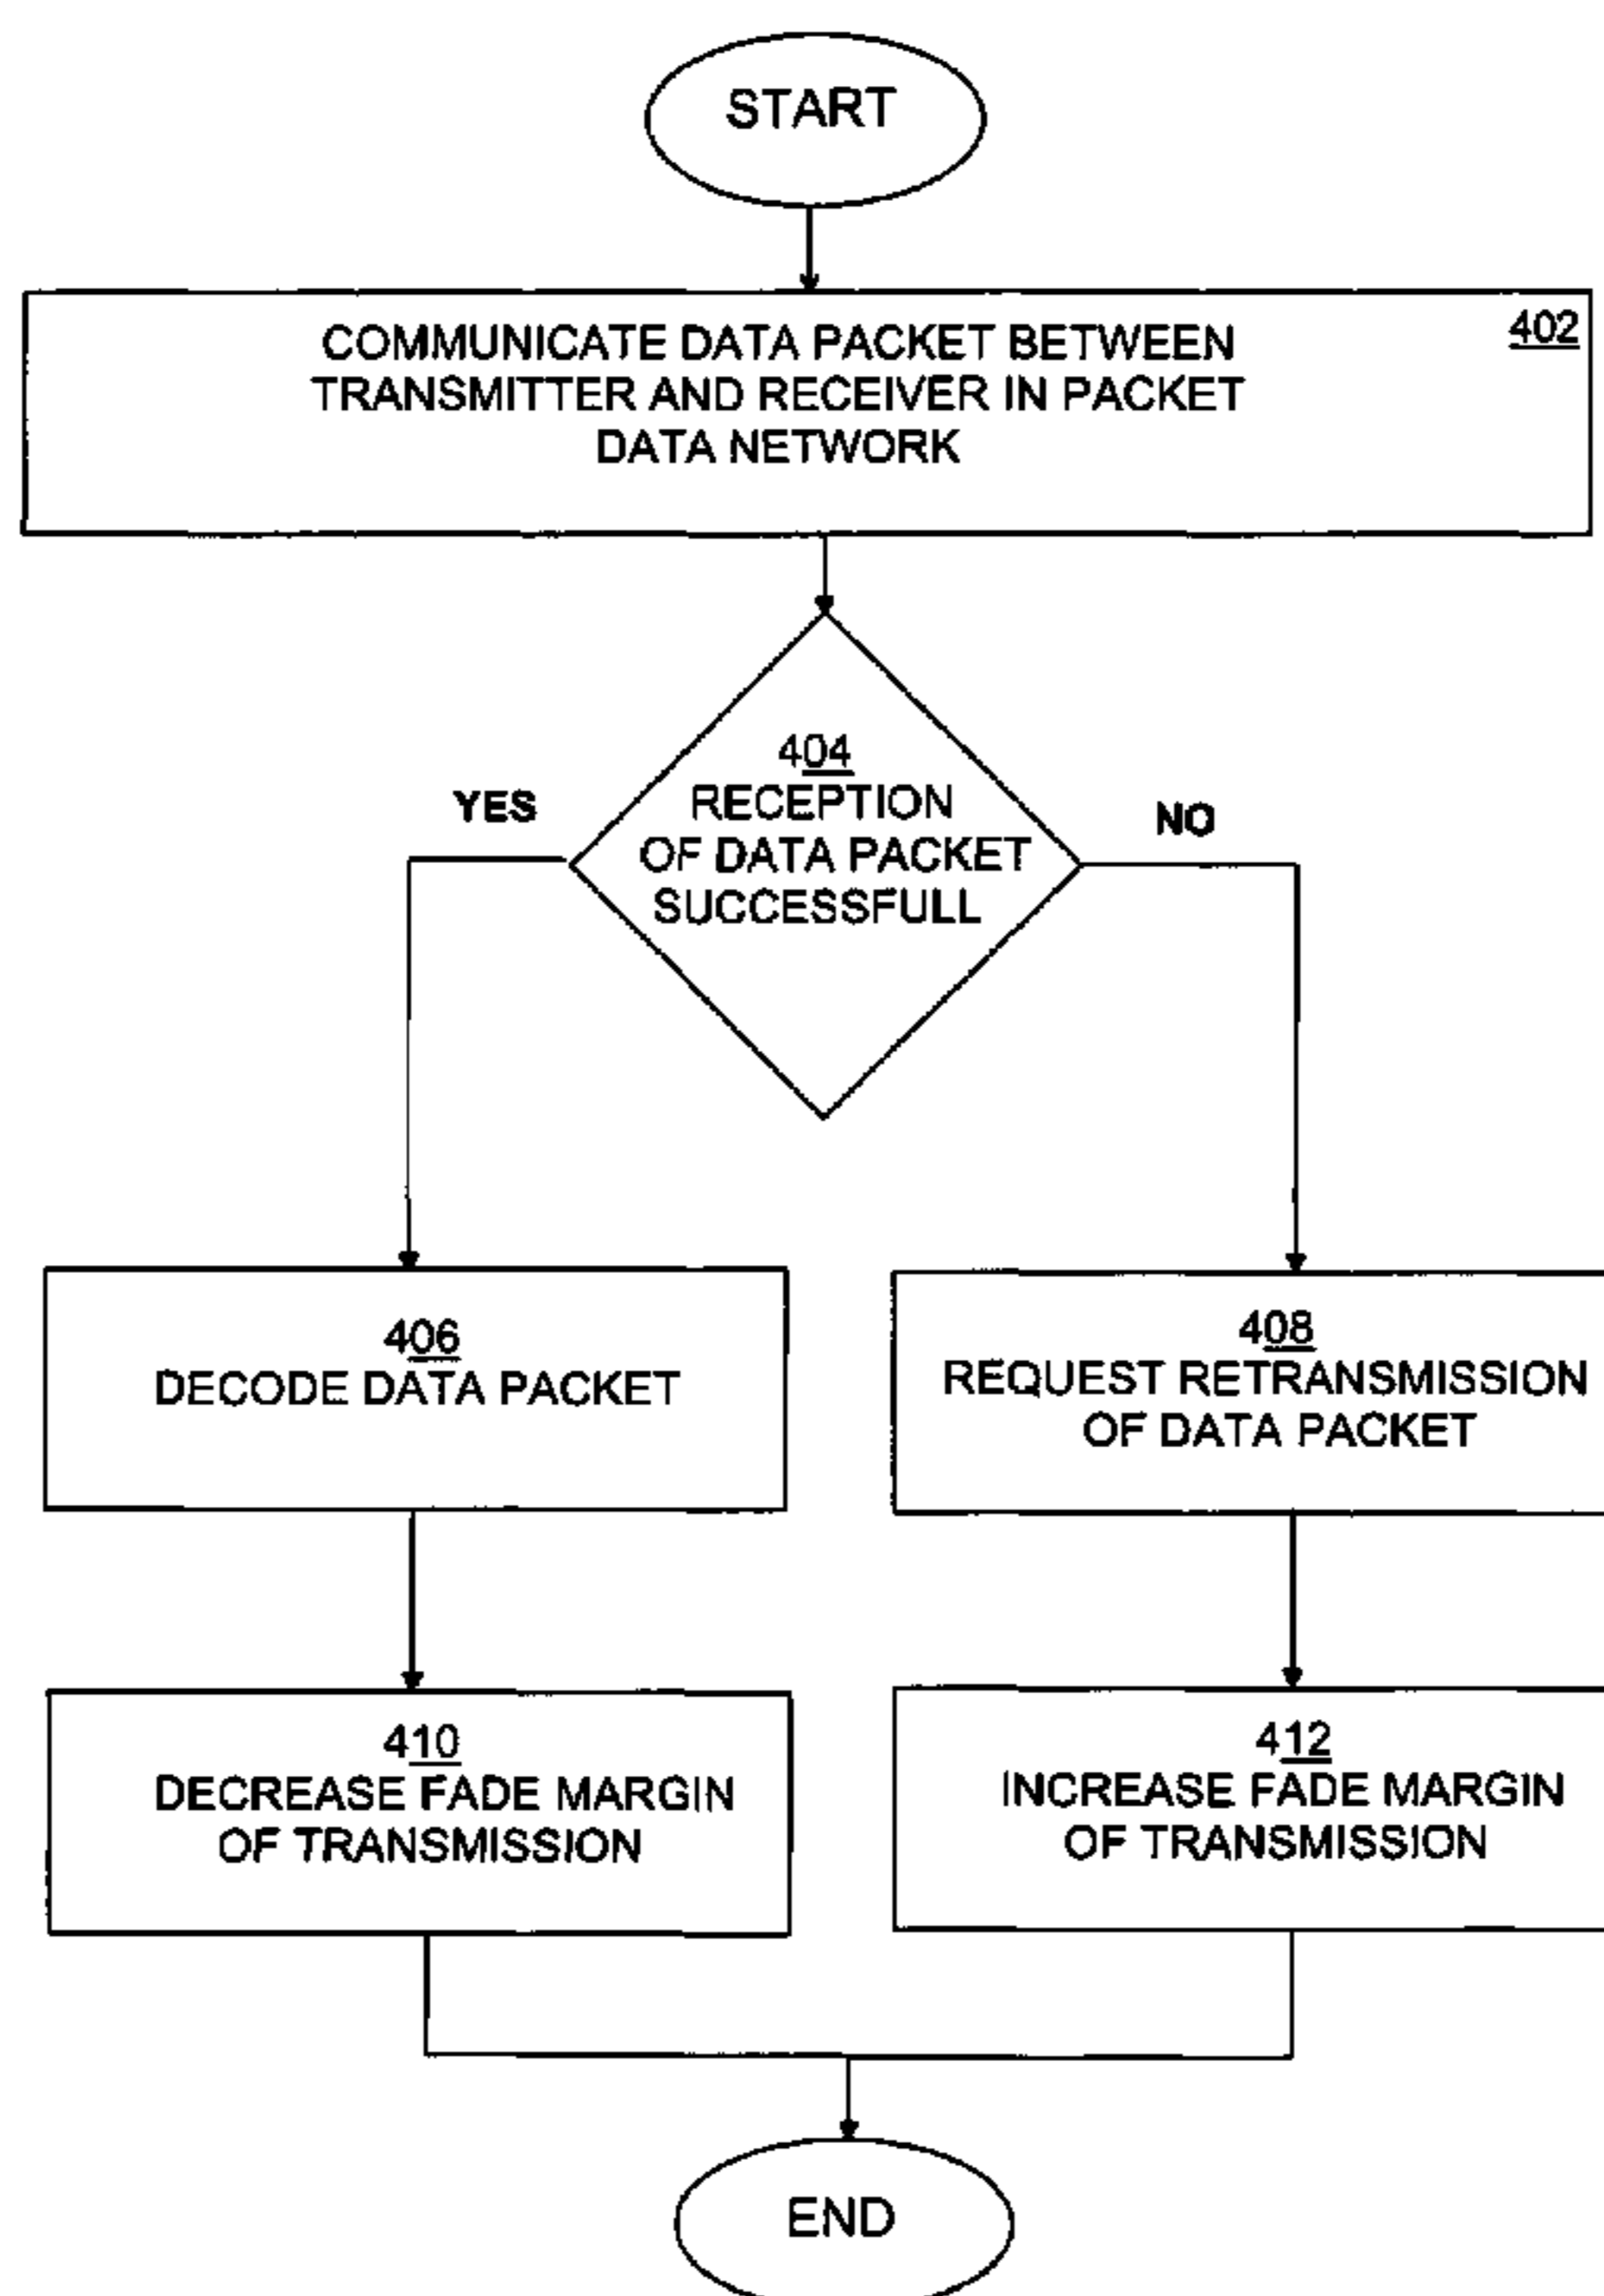 START
402
COMMUNICATE DATA PACKET BETWEEN
TRANSMITTER AND RECEIVER IN PACKET
DATA NETWORK
404
RECEPTION
OF DATA PACKET
SUCCESSFULL
YES
NO
406
DECODE DATA PACKET
408
REQUEST RETRANSMISSION
OF DATA PACKET
410
DECREASE FADE MARGIN
OF TRANSMISSION
412
INCREASE FADE MARGIN
OF TRANSMISSION
END